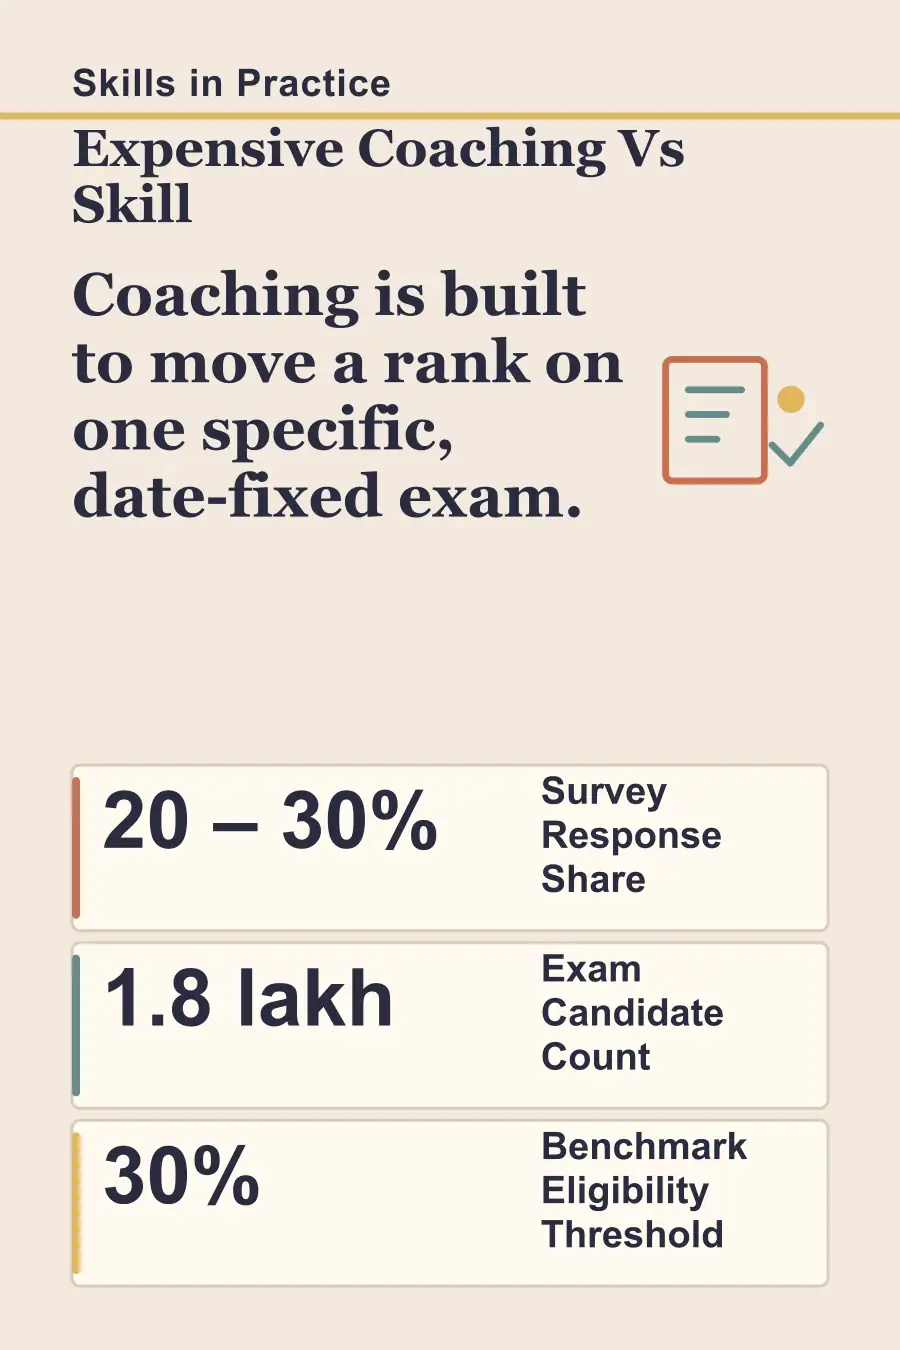 Skills in Practice
Expensive Coaching Vs
Skill
Coaching is built
to move a rank on
one specific,
date-fixed exam.
20 – 30%
Survey
Response
Share
1.8 lakh
Exam
Candidate
Count
30%
Benchmark
Eligibility
Threshold